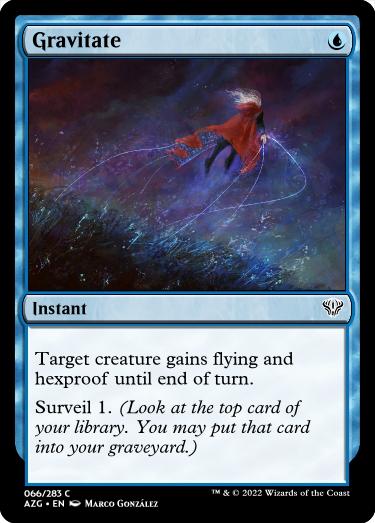 Gravitate
Instant
Target creature gains flying and
hexproof until end of turn.
Surveil 1. (Look at the top card of
your library. You may put that card
into your graveyard.)
066/283 C
AZG • EN Marco González
™ & © 2022 Wizards of the Coast